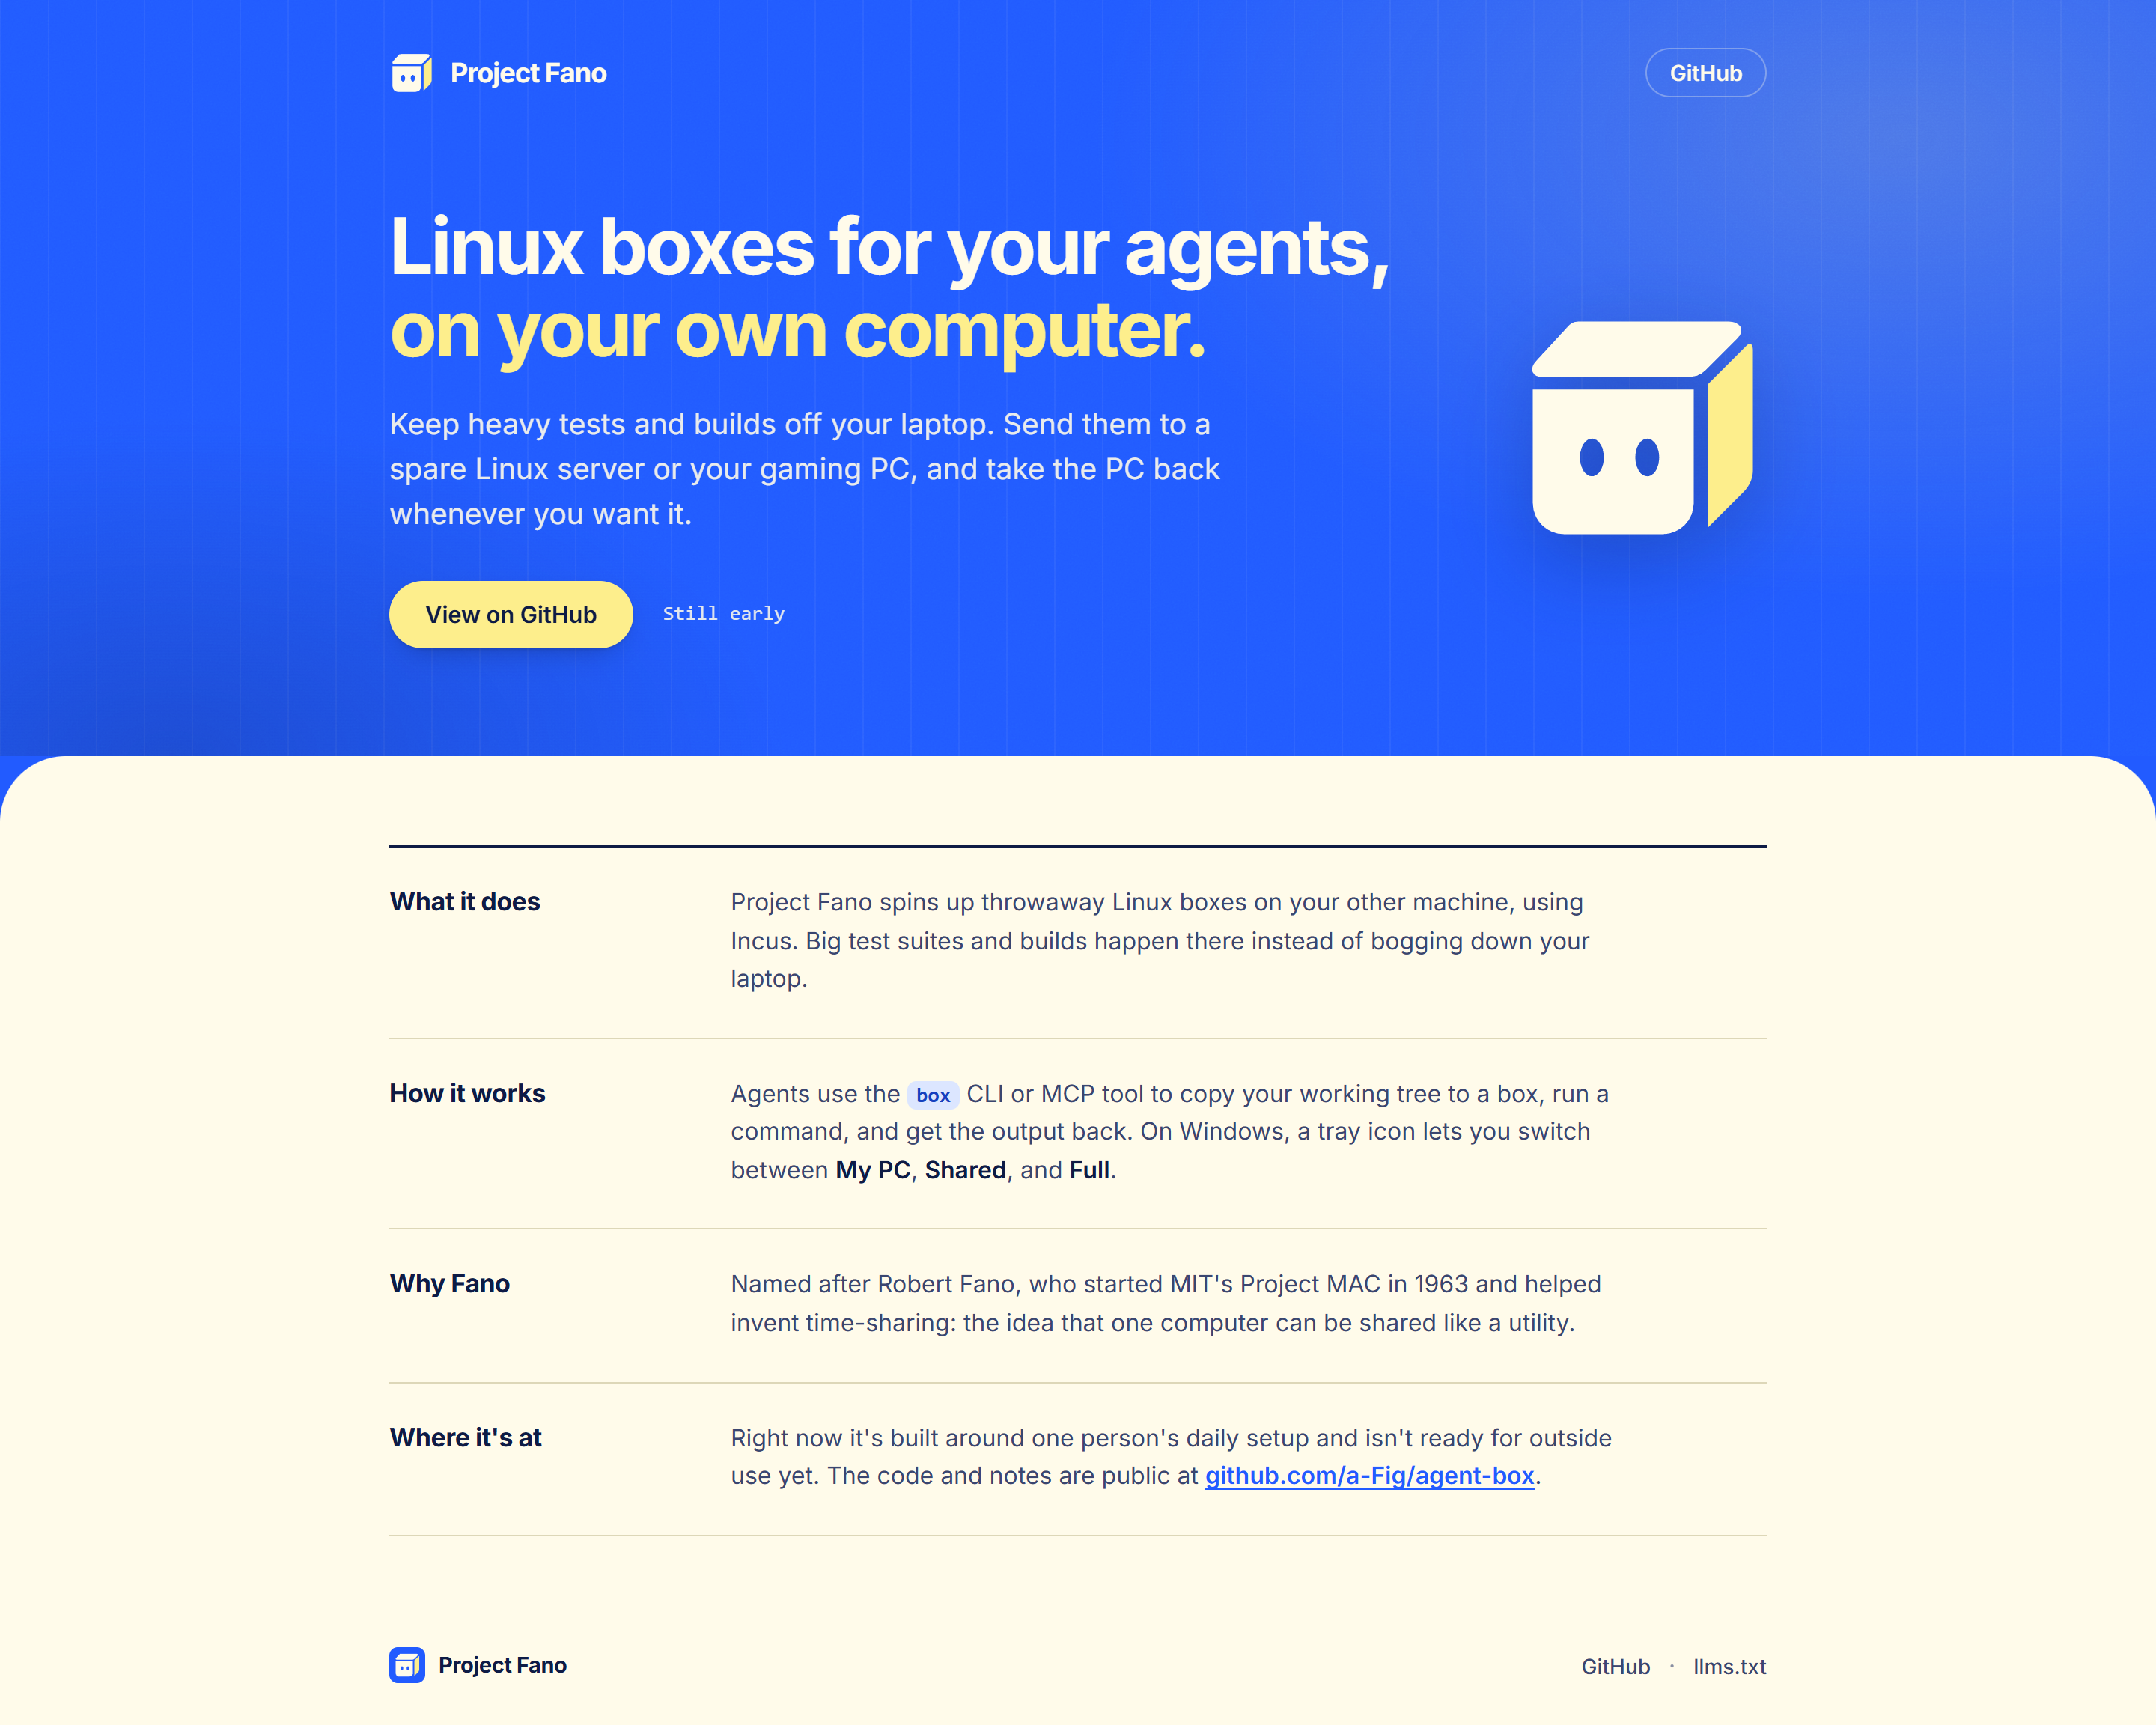 Project Fano
GitHub
Linux boxes for your agents,
on your own computer.
Keep heavy tests and builds off your laptop. Send them to a
spare Linux server or your gaming PC, and take the PC back
whenever you want it.
View on GitHub
Still early
What it does
Project Fano spins up throwaway Linux boxes on your other machine, using
Incus. Big test suites and builds happen there instead of bogging down your
laptop.
How it works
Agents use the box CLI or MCP tool to copy your working tree to a box, run a
command, and get the output back. On Windows, a tray icon lets you switch
between My PC, Shared, and Full.
Why Fano
Named after Robert Fano, who started MIT's Project MAC in 1963 and helped
invent time-sharing: the idea that one computer can be shared like a utility.
Where it's at
Right now it's built around one person's daily setup and isn't ready for outside
use yet. The code and notes are public at github.com/a-Fig/agent-box.
Project Fano
GitHub · llms.txt